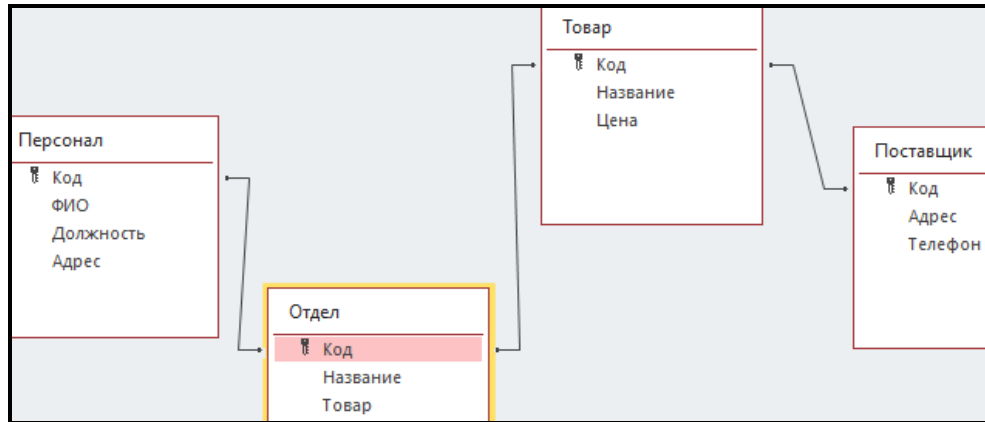 Товар
Код
Название
Цена
Персонал
Код
ФИО
Должность
Адрес
Поставщик
Код
Адрес
Телефон
Отдел
Код
Название
Товар